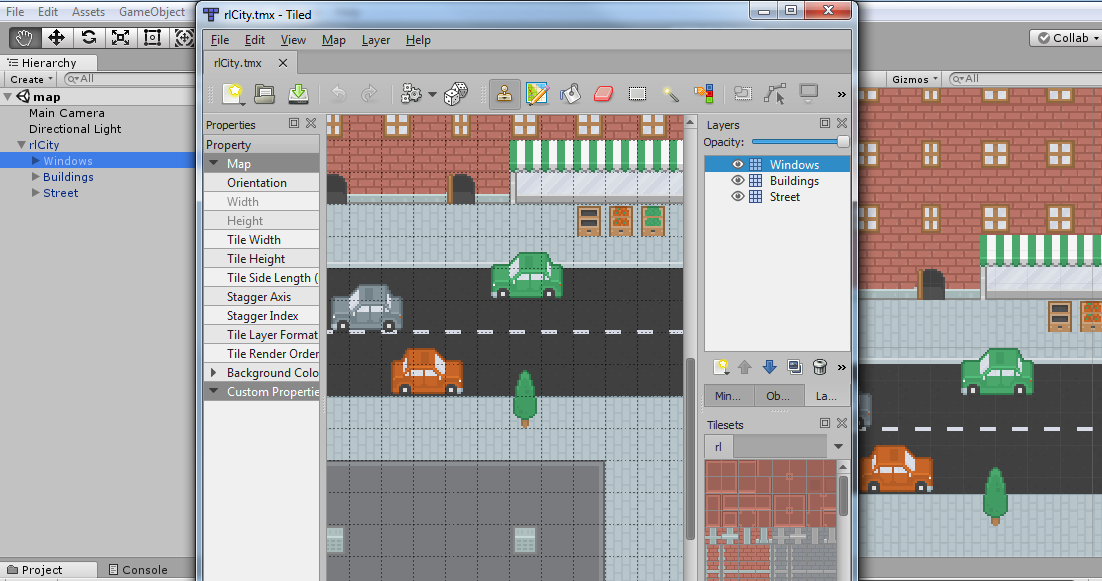 File Edit Assets GameObject
Hierarchy
Create All
map
Main Camera
Directional Light
rlCity
Windows
Buildings
Street
Project Console
rlCity.tmx - Tiled
File Edit View Map Layer Help
rlCity.tmx
Properties
Property
Map
Orientation
Width
Height
Tile Width
Tile Height
Tile Side Length (
Stagger Axis
Stagger Index
Tile Layer Format
Tile Render Order
Background Colo
Custom Propertie
»
Layers
Opacity:
Windows
Buildings
Street
»
Min... Ob... La...
Tilesets
rl
Collab
Gizmos All